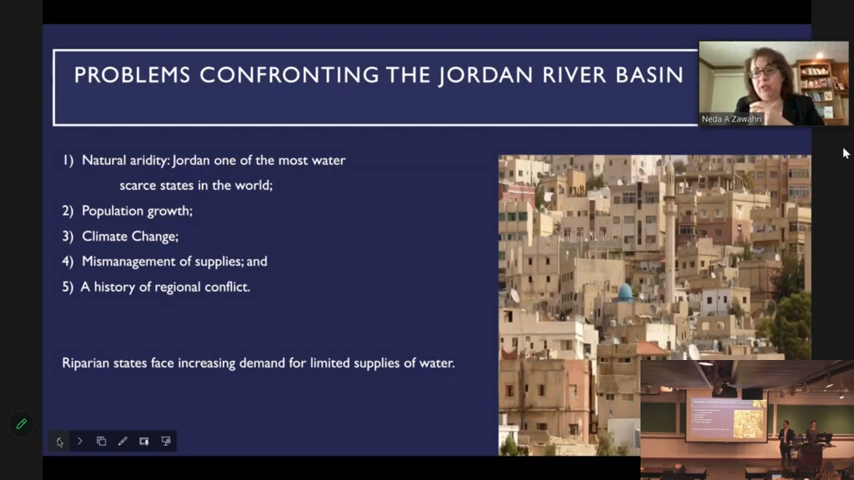 PROBLEMS CONFRONTING THE JORDAN RIVER BASIN
Neda A Zawahri
1) Natural aridity: Jordan one of the most water
scarce states in the world;
2) Population growth;
3) Climate Change;
4) Mismanagement of supplies; and
5) A history of regional conflict.
Riparian states face increasing demand for limited supplies of water.